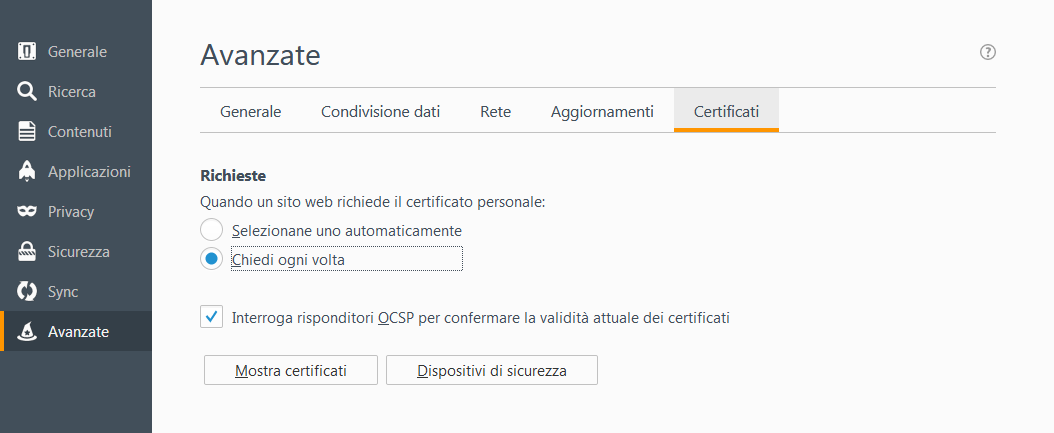 Generale
Ricerca
Contenuti
Applicazioni
Privacy
Sicurezza
Sync
Avanzate
Avanzate
?
Generale Condivisione dati Rete Aggiornamenti Certificati
Richieste
Quando un sito web richiede il certificato personale:
Selezionane uno automaticamente
Chiedi ogni volta
Interroga risponditori OCSP per confermare la validità attuale dei certificati
Mostra certificati Dispositivi di sicurezza